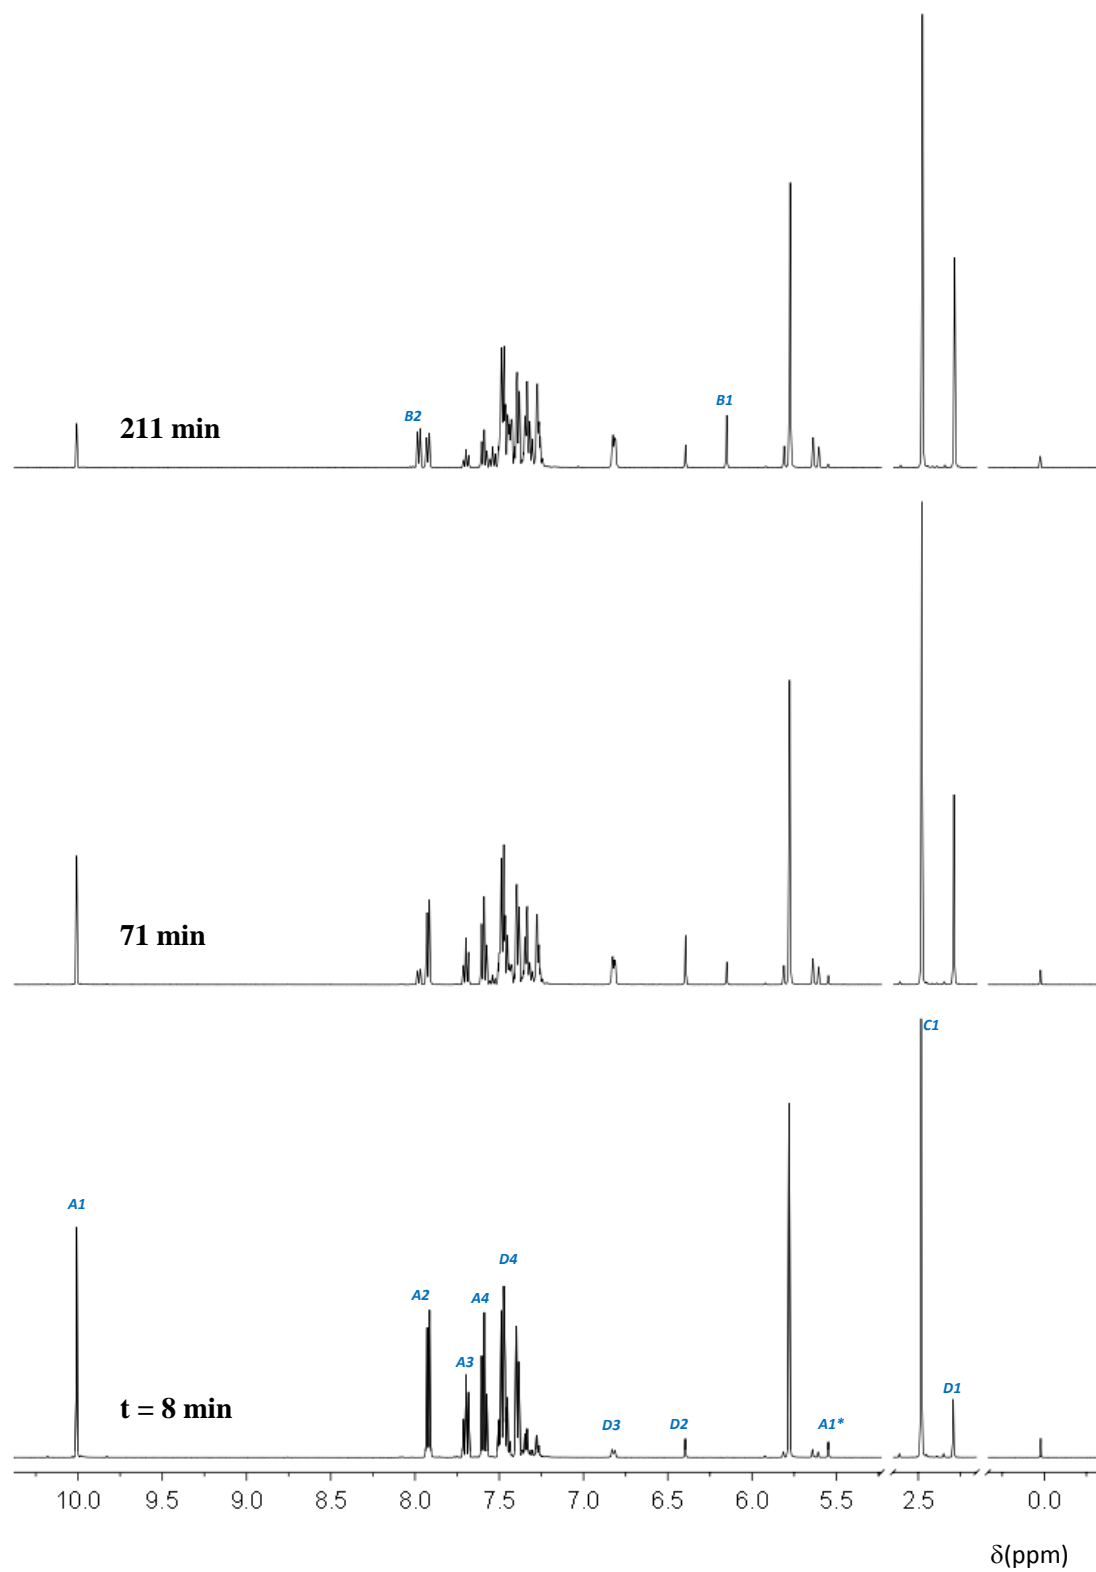 B2
B1
211 min
71 min
C1
A1
D4
A2
A4
A3
D1
t = 8 min
D3
D2
A1*
10.0 9.5 9.0 8.5 8.0 7.5 7.0 6.5 6.0 5.5 2.5 0.0
δ(ppm)